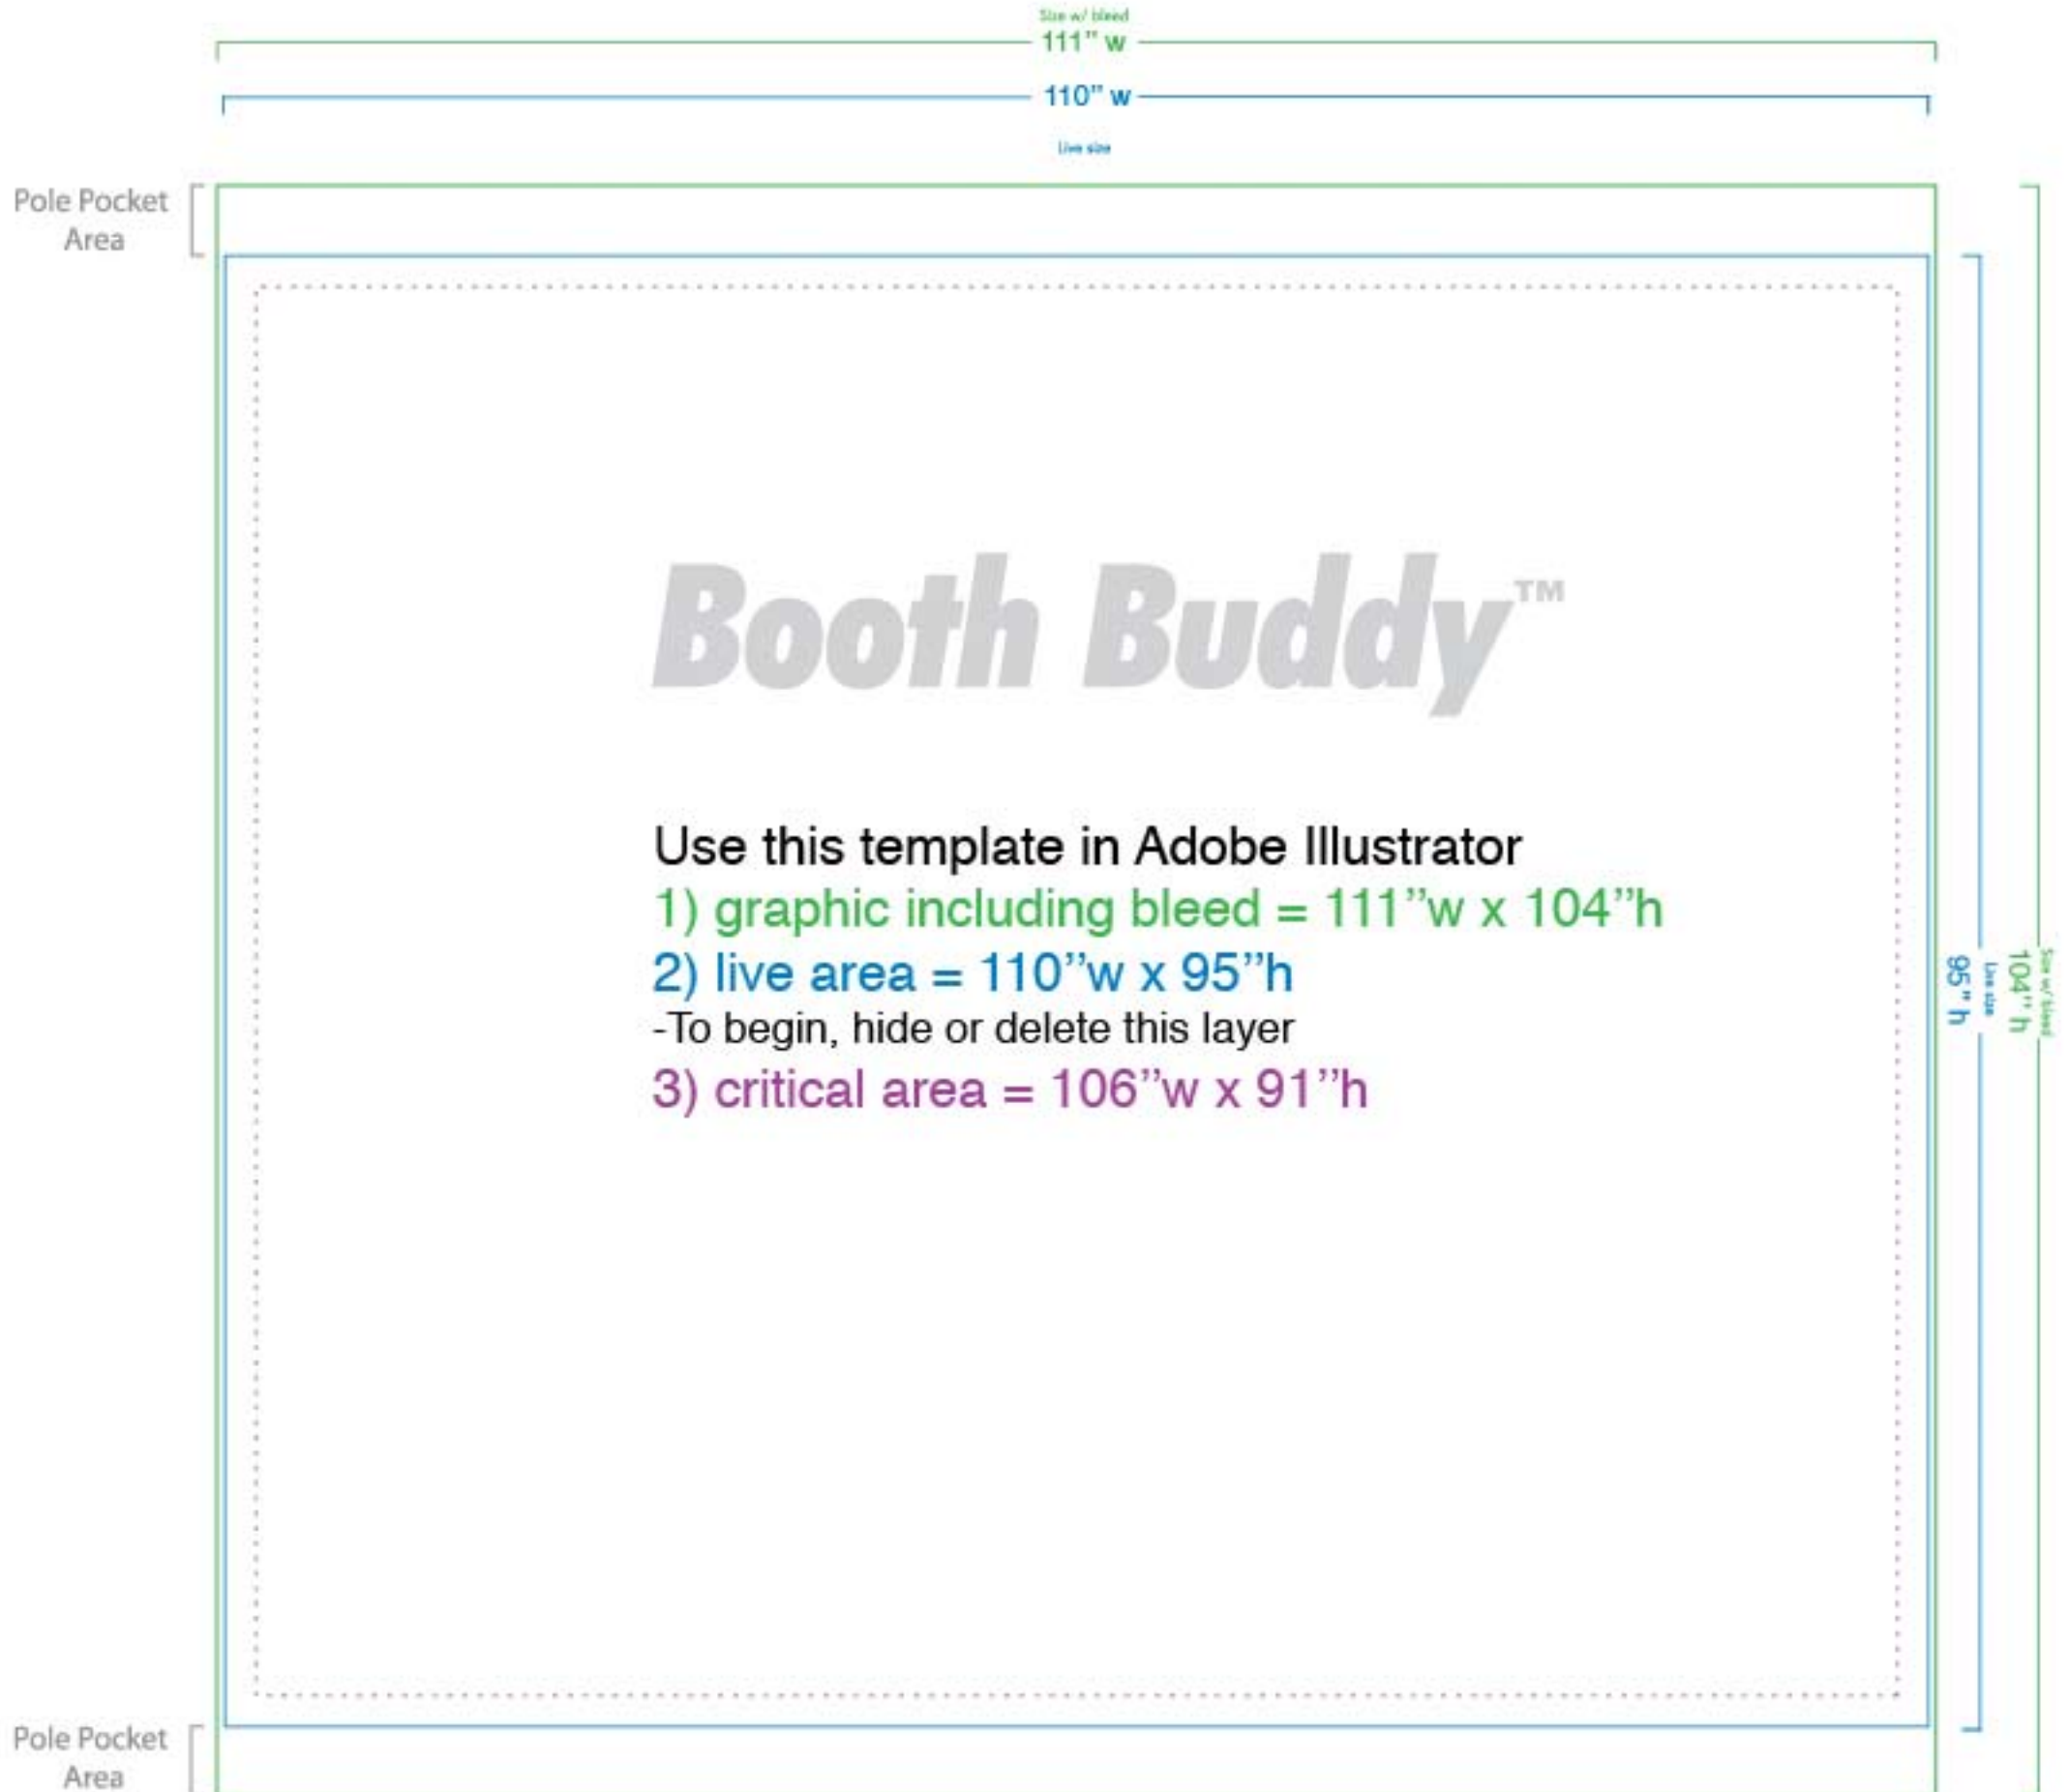 Size w/ bleed
111" w
110" w
Live size
Pole Pocket
Area
Booth Buddy™
Use this template in Adobe Illustrator
1) graphic including bleed = 111”w x 104”h
2) live area = 110”w x 95”h
-To begin, hide or delete this layer
3) critical area = 106”w x 91”h
95" h
Live size
104" h
Size w/ bleed
Pole Pocket
Area